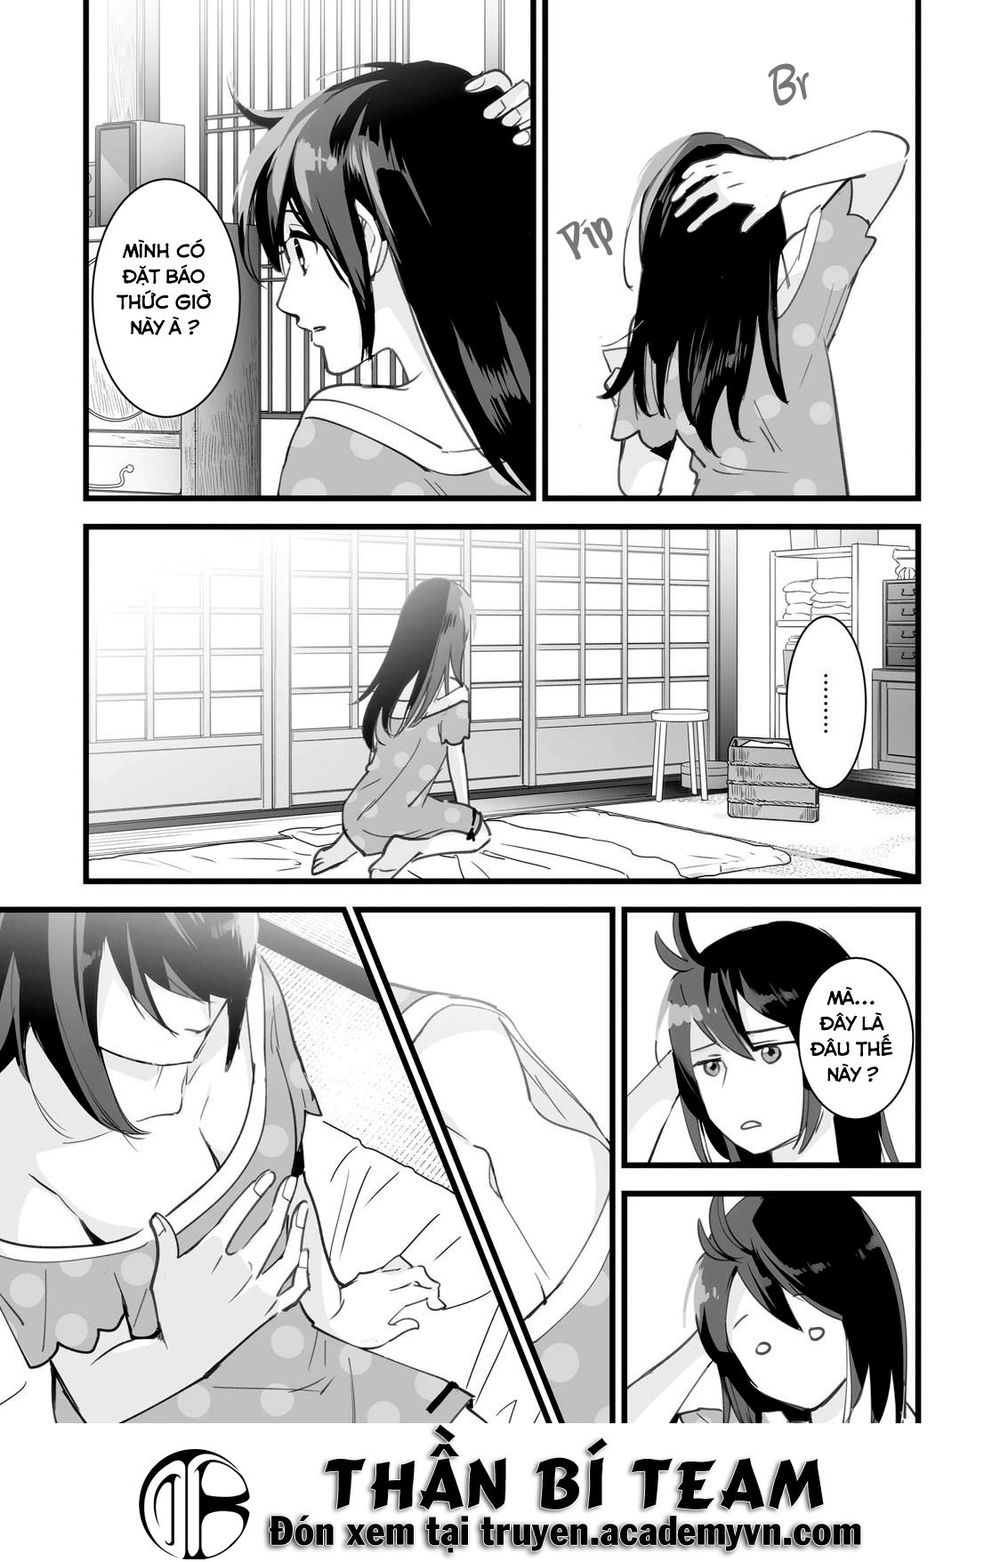 Br
Píp
MÌNH CÓ
ĐẶT BÁO
THỨC GIỜ
NÀY À ?
........
MÀ...
ĐÂY LÀ
ĐÂU THẾ
NÀY ?
THẦN BÍ TEAM
Đón xem tại truyen.academyvn.com